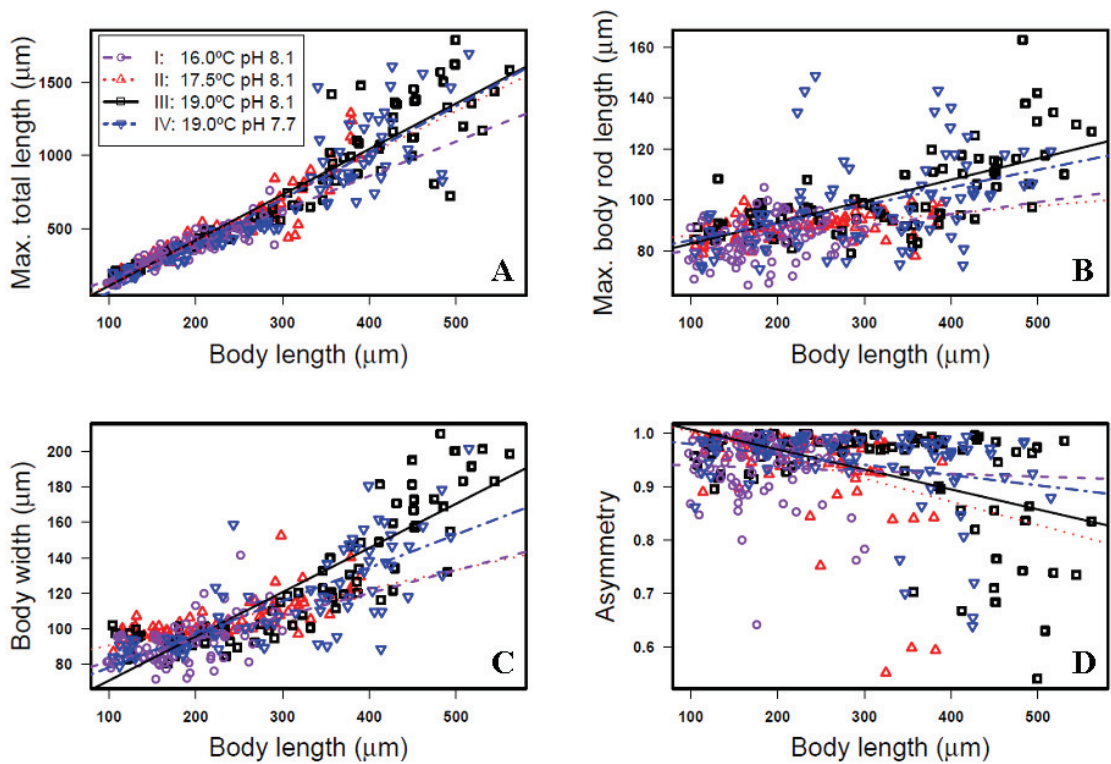 Max. total length (μm)
1500
1000
500
I: 16.0ºC pH 8.1
II: 17.5ºC pH 8.1
III: 19.0ºC pH 8.1
IV: 19.0ºC pH 7.7
A
100 200 300 400 500
Body length (μm)
Max. body rod length (μm)
160
140
120
100
80
B
100 200 300 400 500
Body length (μm)
Body width (μm)
200
180
160
140
120
100
80
C
100 200 300 400 500
Body length (μm)
Asymmetry
1.0
0.9
0.8
0.7
0.6
D
100 200 300 400 500
Body length (μm)